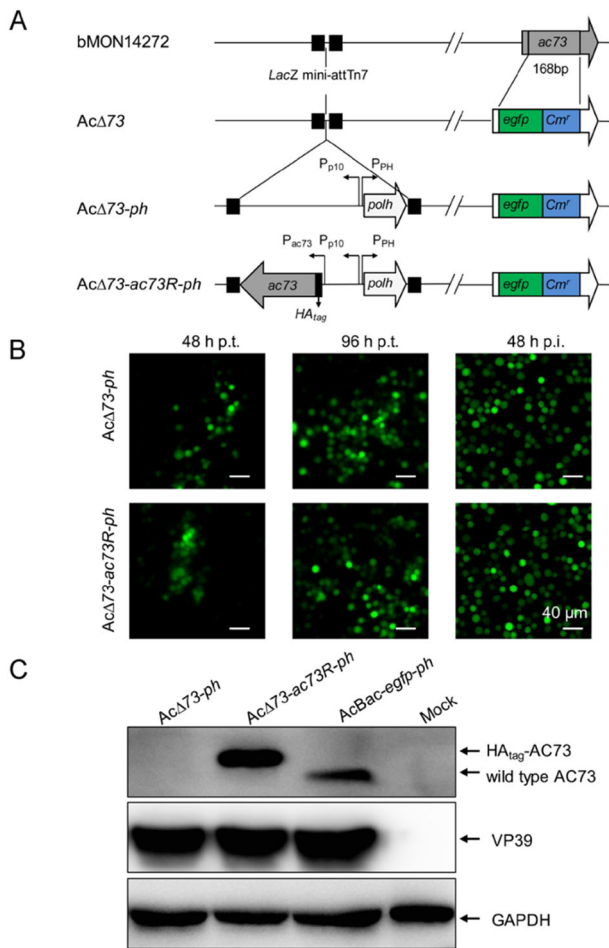 A
bMON14272
ac73
LacZ mini-attTn7
168bp
AcΔ73
egfp Cmʳ
Pp10 PPH
AcΔ73-ph
polh
egfp Cmʳ
Pac73 Pp10 PPH
AcΔ73-ac73R-ph
ac73
polh
egfp Cmʳ
HAtag
B
48 h p.t. 96 h p.t. 48 h p.i.
AcΔ73-ph
AcΔ73-ac73R-ph
40 µm
C
AcΔ73-ph AcΔ73-ac73R-ph AcBac-egfp-ph Mock
HAtag-AC73
wild type AC73
VP39
GAPDH